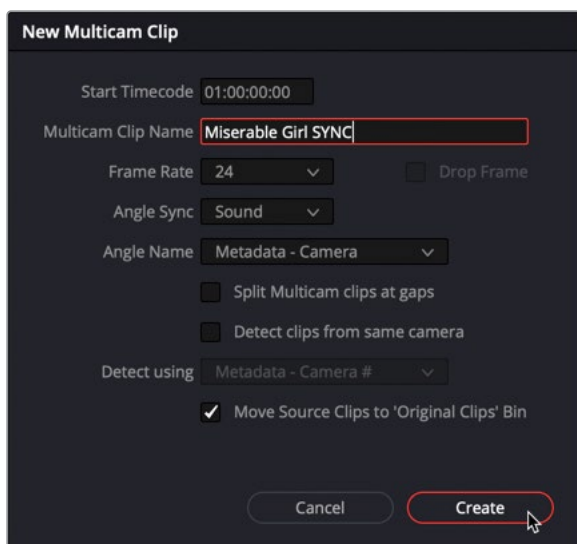 New Multicam Clip
Start Timecode 01:00:00:00
Multicam Clip Name Miserable Girl SYNC
Frame Rate 24 Drop Frame
Angle Sync Sound
Angle Name Metadata - Camera
Split Multicam clips at gaps
Detect clips from same camera
Detect using Metadata - Camera #
Move Source Clips to 'Original Clips' Bin
Cancel Create